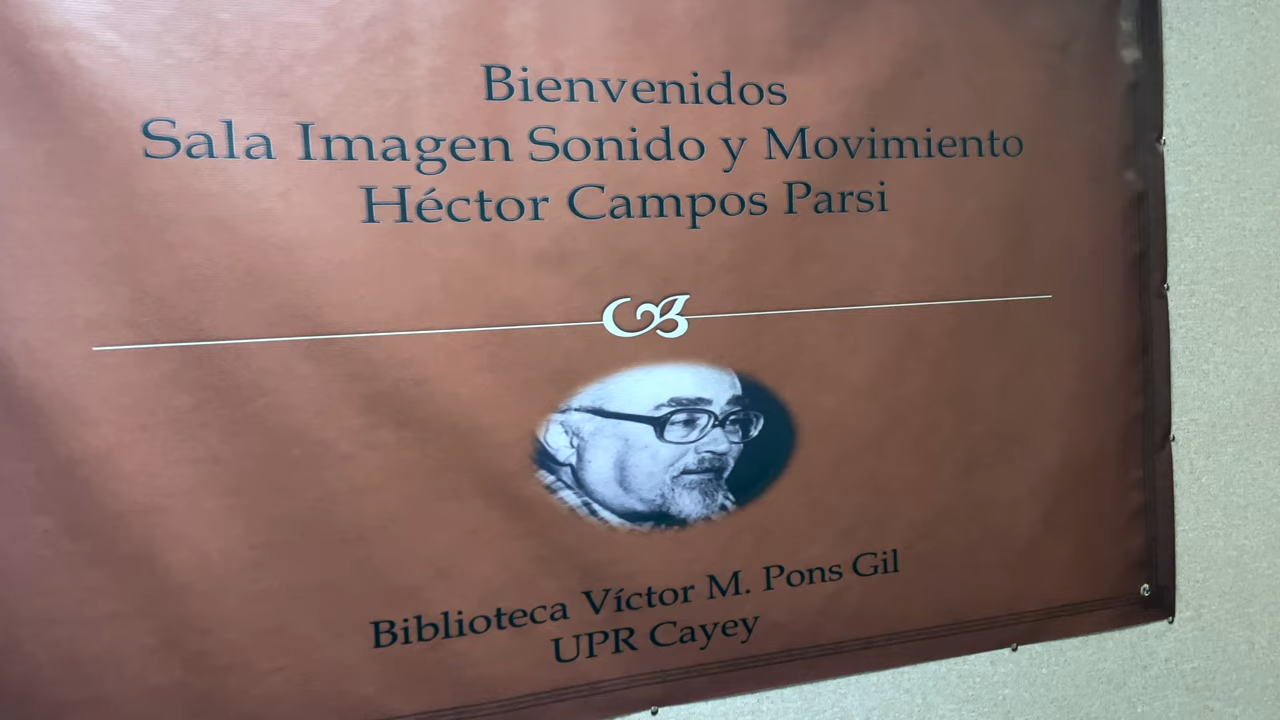 Bienvenidos
Sala Imagen Sonido y Movimiento
Héctor Campos Parsi
Biblioteca Víctor M. Pons Gil
UPR Cayey